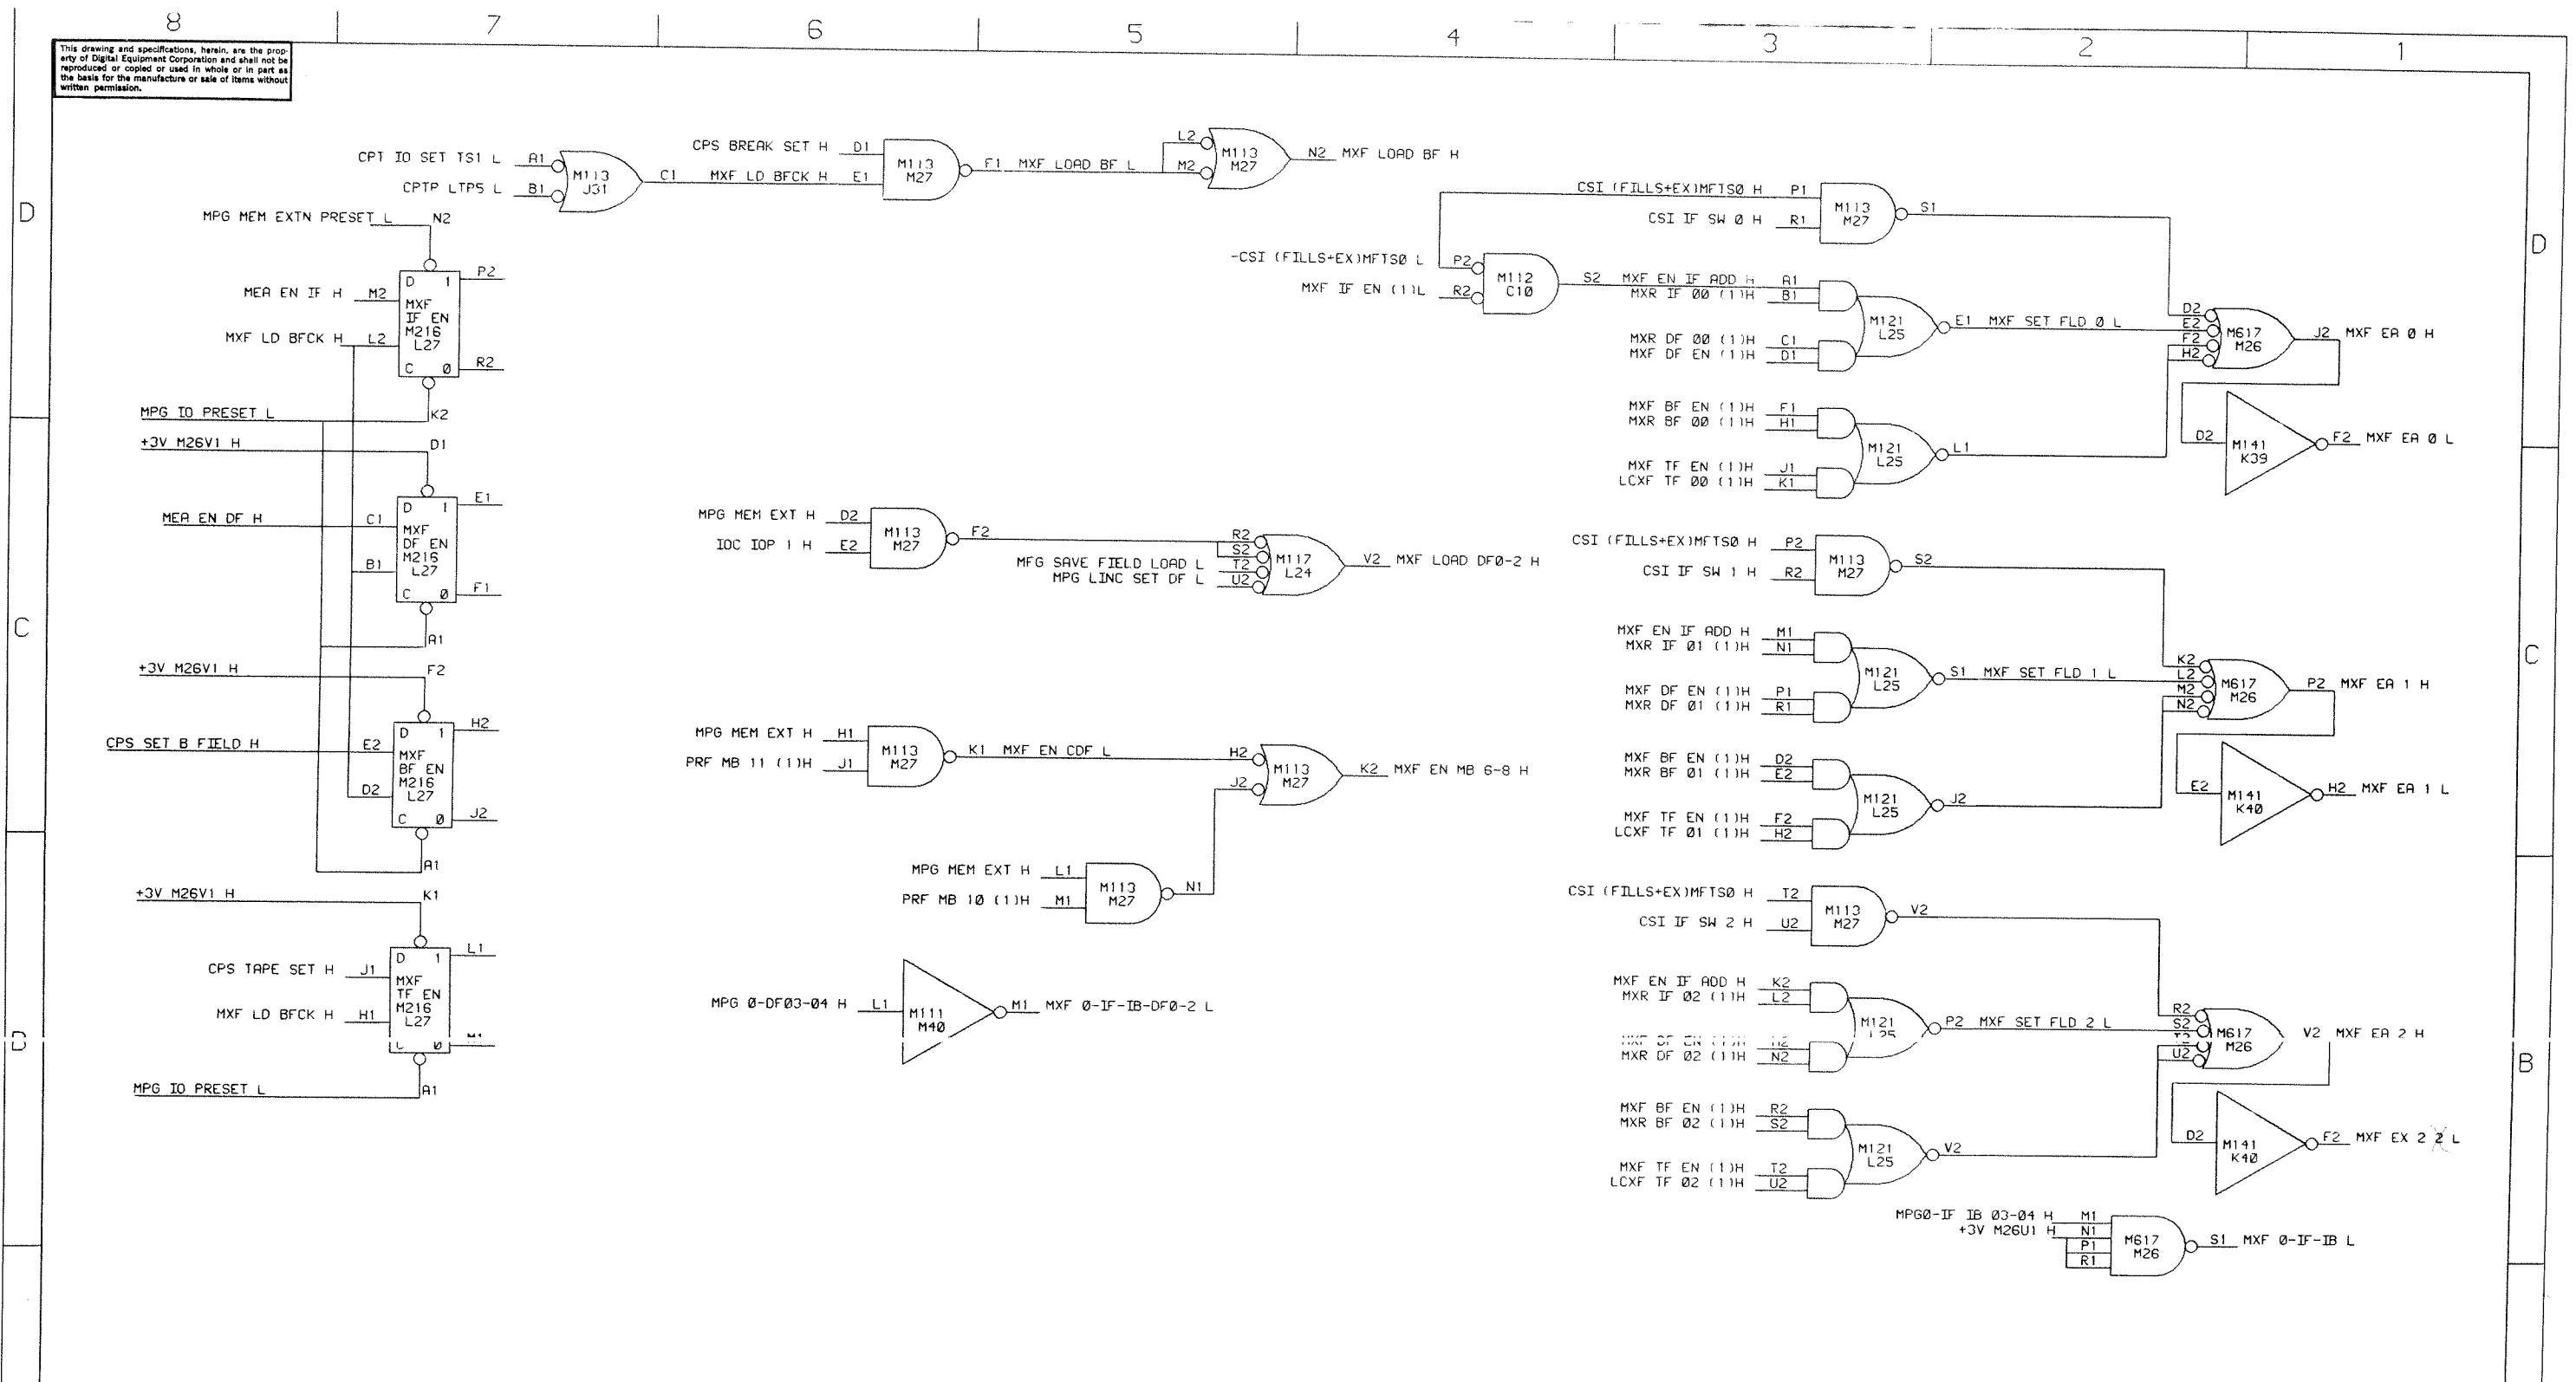 8 7 6 5 4 3 2 1
This drawing and specifications, herein, are the prop-
erty of Digital Equipment Corporation and shall not be
reproduced or copied or used in whole or in part as
the basis for the manufacture or sale of items without
written permission.
D
C
B
D
C
CPT IO SET TS1 L A1
CPTP LTP5 L B1
M113
J31
C1 MXF LD BFCK H E1
CPS BREAK SET H D1
M113
M27
F1 MXF LOAD BF L
L2
M2
M113
M27
N2 MXF LOAD BF H
MPG MEM EXTN PRESET L N2
MEA EN IF H M2
MXF LD BFCK H L2
D 1
MXF
IF EN
M216
L27
C 0
P2
R2
MPG IO PRESET L K2
+3V M26V1 H D1
MEA EN DF H C1
B1
D 1
MXF
DF EN
M216
L27
C 0
E1
F1
A1
+3V M26V1 H F2
CPS SET B FIELD H E2
D2
D 1
MXF
BF EN
M216
L27
C 0
H2
J2
A1
+3V M26V1 H K1
CPS TAPE SET H J1
MXF LD BFCK H H1
D 1
MXF
TF EN
M216
L27
L1
M1
MPG IO PRESET L A1
MPG MEM EXT H D2
IOC IOP 1 H E2
M113
M27
F2
R2
S2
MFG SAVE FIELD LOAD L T2
MPG LINC SET DF L U2
M117
L24
V2 MXF LOAD DF0-2 H
MPG MEM EXT H H1
PRF MB 11 (1)H J1
M113
M27
K1 MXF EN CDF L H2
J2
M113
M27
K2 MXF EN MB 6-8 H
MPG MEM EXT H L1
PRF MB 10 (1)H M1
M113
M27
N1
MPG 0-DF03-04 H L1
M111
M40
M1 MXF 0-IF-IB-DF0-2 L
CSI (FILLS+EX)MFTS0 H P1
CSI IF SW 0 H R1
M113
M27
S1
-CSI (FILLS+EX)MFTS0 L P2
MXF IF EN (1)L R2
M112
C10
S2 MXF EN IF ADD H A1
MXR IF 00 (1)H B1
MXR DF 00 (1)H C1
MXF DF EN (1)H D1
M121
L25
E1 MXF SET FLD 0 L
MXF BF EN (1)H F1
MXR BF 00 (1)H H1
MXF TF EN (1)H J1
LCXF TF 00 (1)H K1
M121
L25
L1
D2
E2
F2
H2
M617
M26
J2 MXF EA 0 H
D2
M141
K39
F2 MXF EA 0 L
CSI (FILLS+EX)MFTS0 H P2
CSI IF SW 1 H R2
M113
M27
S2
MXF EN IF ADD H M1
MXR IF 01 (1)H N1
MXF DF EN (1)H P1
MXR DF 01 (1)H R1
M121
L25
S1 MXF SET FLD 1 L
MXF BF EN (1)H D2
MXR BF 01 (1)H E2
MXF TF EN (1)H F2
LCXF TF 01 (1)H H2
M121
L25
J2
K2
L2
M2
N2
M617
M26
P2 MXF EA 1 H
E2
M141
K40
H2 MXF EA 1 L
CSI (FILLS+EX)MFTS0 H T2
CSI IF SW 2 H U2
M113
M27
V2
MXF EN IF ADD H K2
MXR IF 02 (1)H L2
MXR DF 02 (1)H N2
M121
L25
P2 MXF SET FLD 2 L
MXF BF EN (1)H R2
MXR BF 02 (1)H S2
MXF TF EN (1)H T2
LCXF TF 02 (1)H U2
M121
L25
V2
R2
S2
U2
M617
M26
V2 MXF EA 2 H
D2
M141
K40
F2 MXF EX 2 2 L
MPG0-IF IB 03-04 H M1
+3V M26U1 H N1
P1
R1
M617
M26
S1 MXF 0-IF-IB L